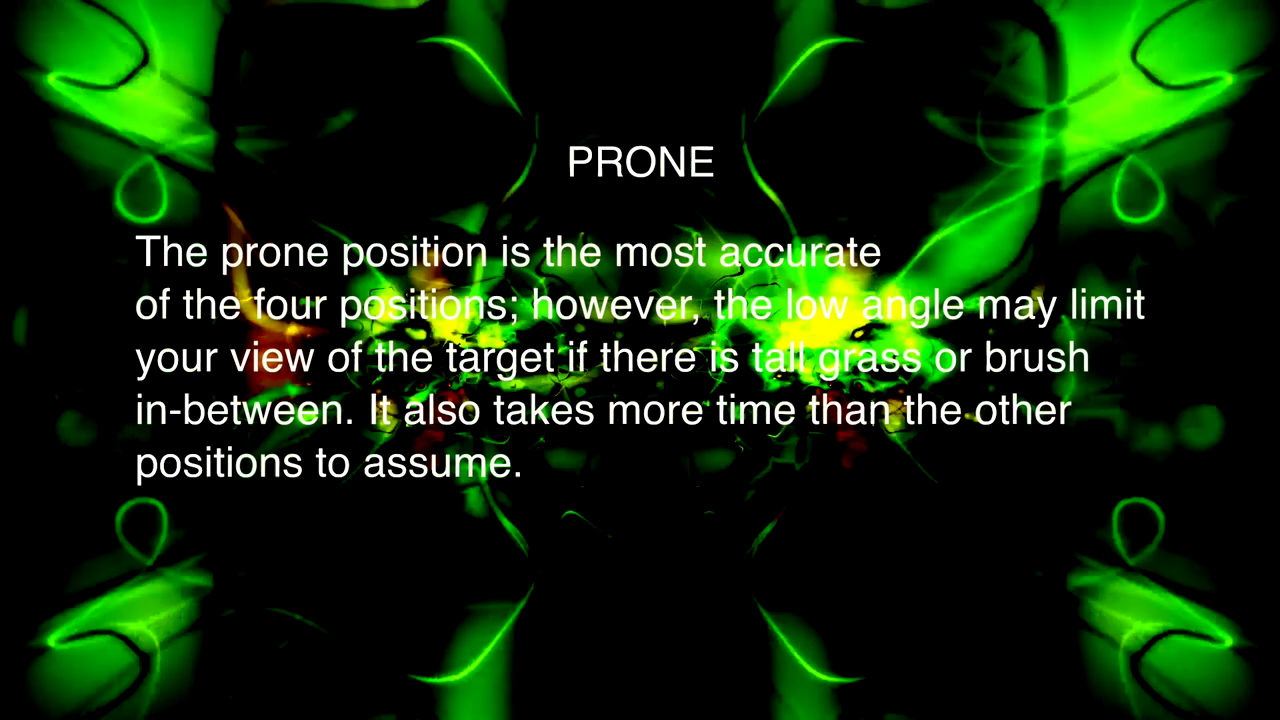 PRONE
The prone position is the most accurate
of the four positions; however, the low angle may limit
your view of the target if there is tall grass or brush
in-between. It also takes more time than the other
positions to assume.